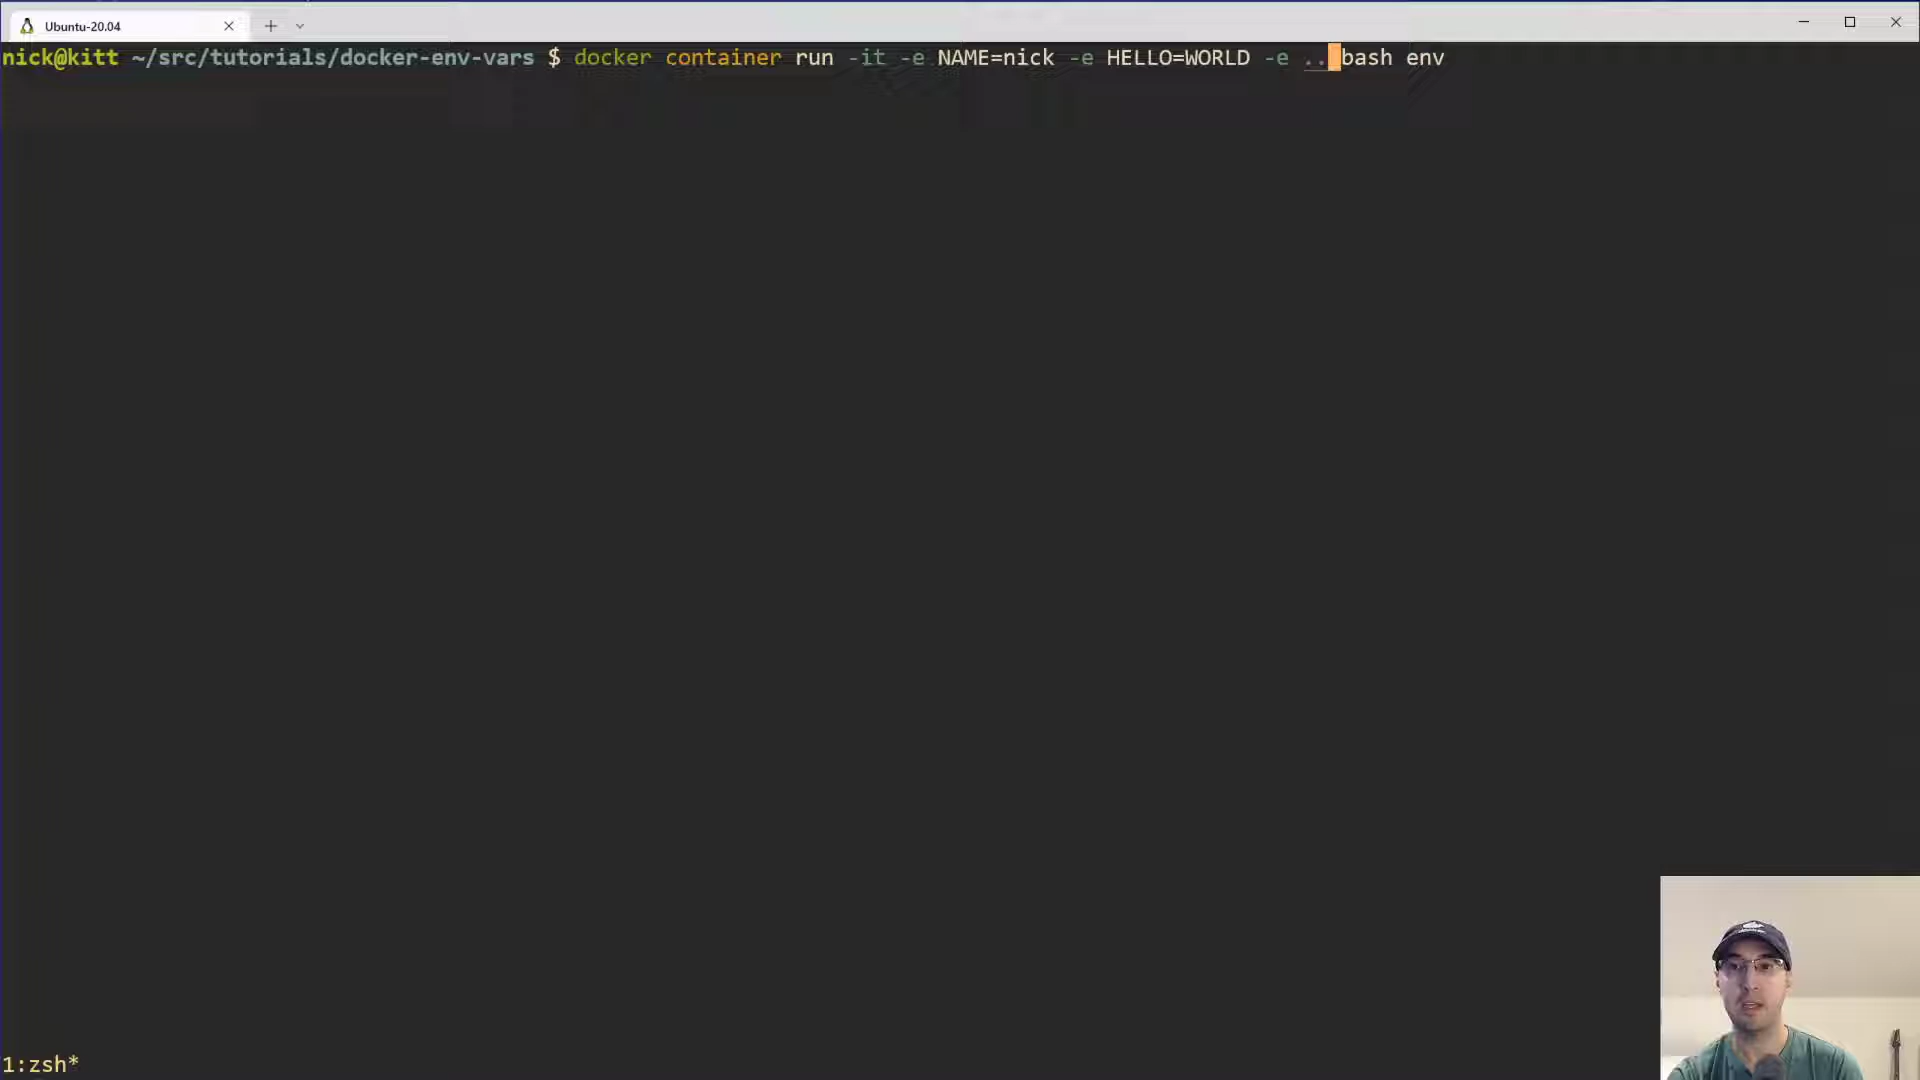 Ubuntu-20.04
nick@kitt ~/src/tutorials/docker-env-vars $ docker container run -it -e NAME=nick -e HELLO=WORLD -e .. bash env
1:zsh*